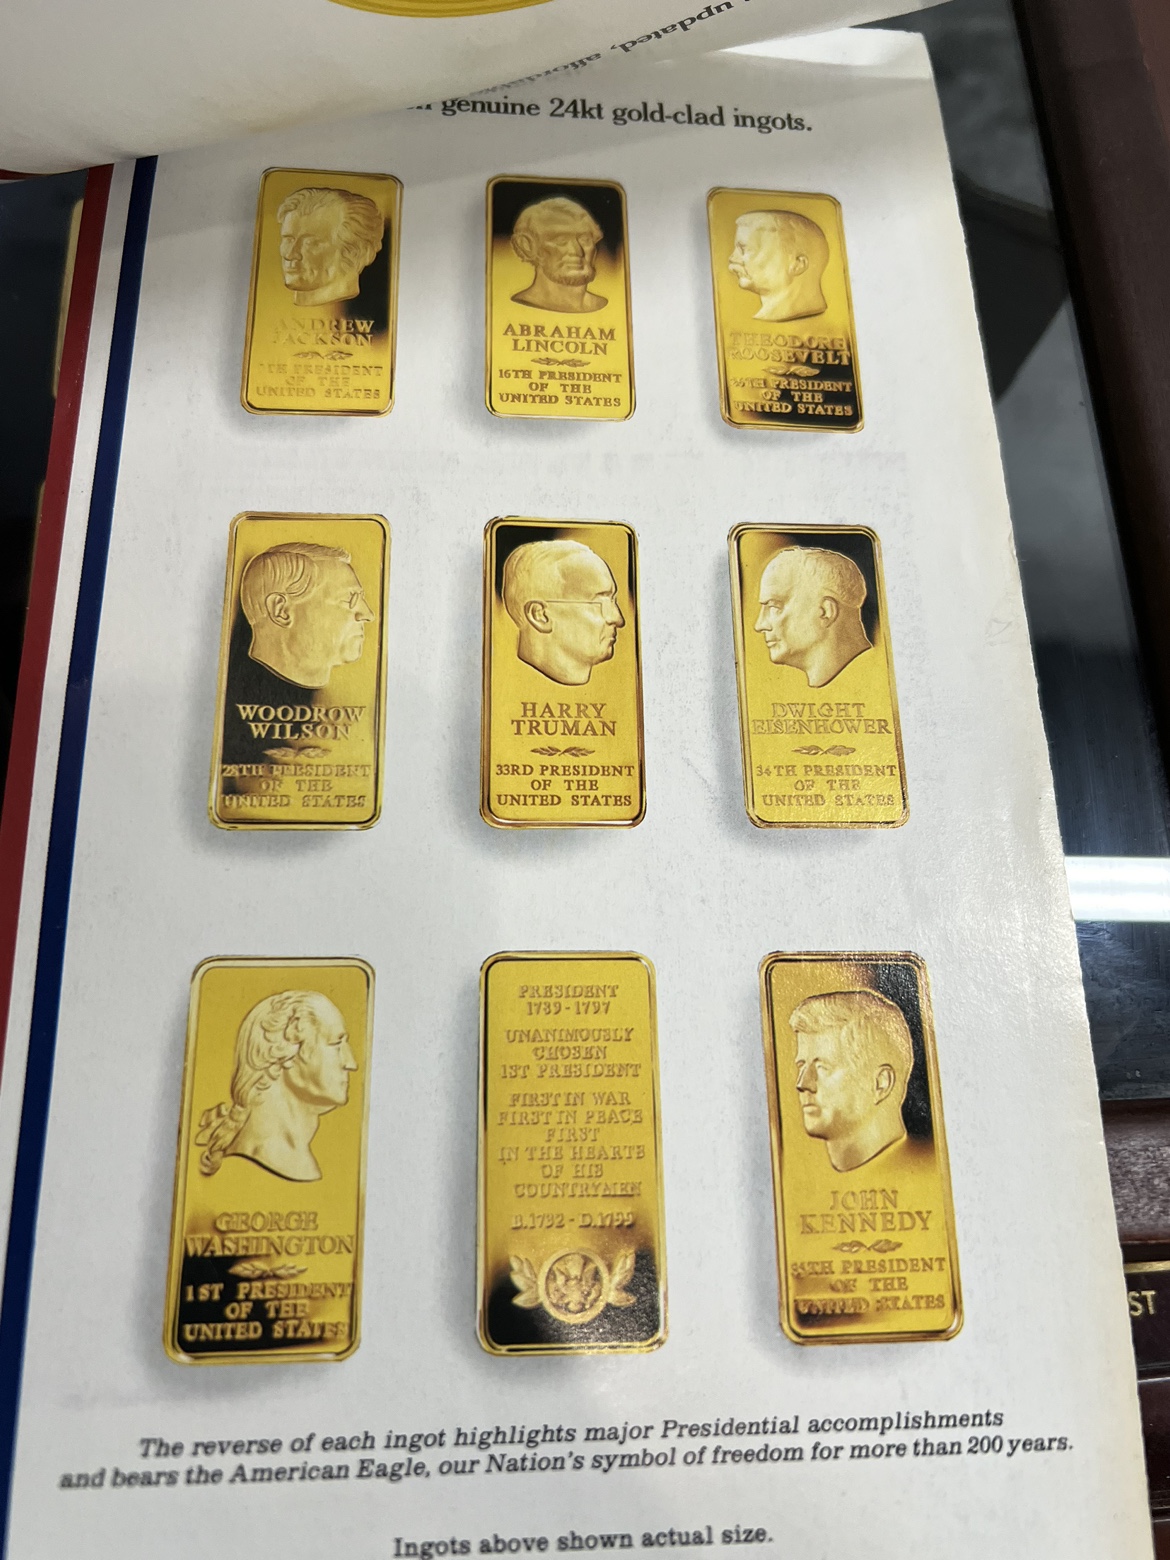 updated,
genuine 24kt gold-clad ingots.
ANDREW
JACKSON
7TH PRESIDENT
OF THE
UNITED STATES
ABRAHAM
LINCOLN
16TH PRESIDENT
OF THE
UNITED STATES
THEODORE
ROOSEVELT
26TH PRESIDENT
OF THE
UNITED STATES
WOODROW
WILSON
28TH PRESIDENT
OF THE
UNITED STATES
HARRY
TRUMAN
33RD PRESIDENT
OF THE
UNITED STATES
DWIGHT
EISENHOWER
34TH PRESIDENT
OF THE
UNITED STATES
GEORGE
WASHINGTON
1ST PRESIDENT
OF THE
UNITED STATES
PRESIDENT
1789-1797
UNANIMOUSLY
CHOSEN
1ST PRESIDENT
FIRST IN WAR
FIRST IN PEACE
FIRST
IN THE HEARTS
OF HIS
COUNTRYMEN
B.1732 - D.1799
JOHN
KENNEDY
35TH PRESIDENT
OF THE
UNITED STATES
ST
The reverse of each ingot highlights major Presidential accomplishments
and bears the American Eagle, our Nation's symbol of freedom for more than 200 years.
Ingots above shown actual size.